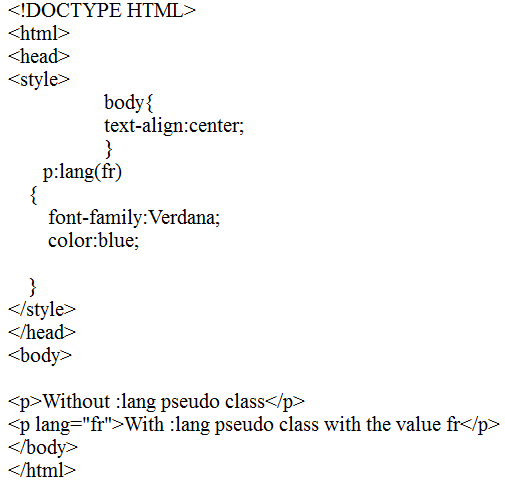 <!DOCTYPE HTML>
<html>
<head>
<style>
body{
text-align:center;
}
p:lang(fr)
{
font-family:Verdana;
color:blue;
}
</style>
</head>
<body>
<p>Without :lang pseudo class</p>
<p lang="fr">With :lang pseudo class with the value fr</p>
</body>
</html>